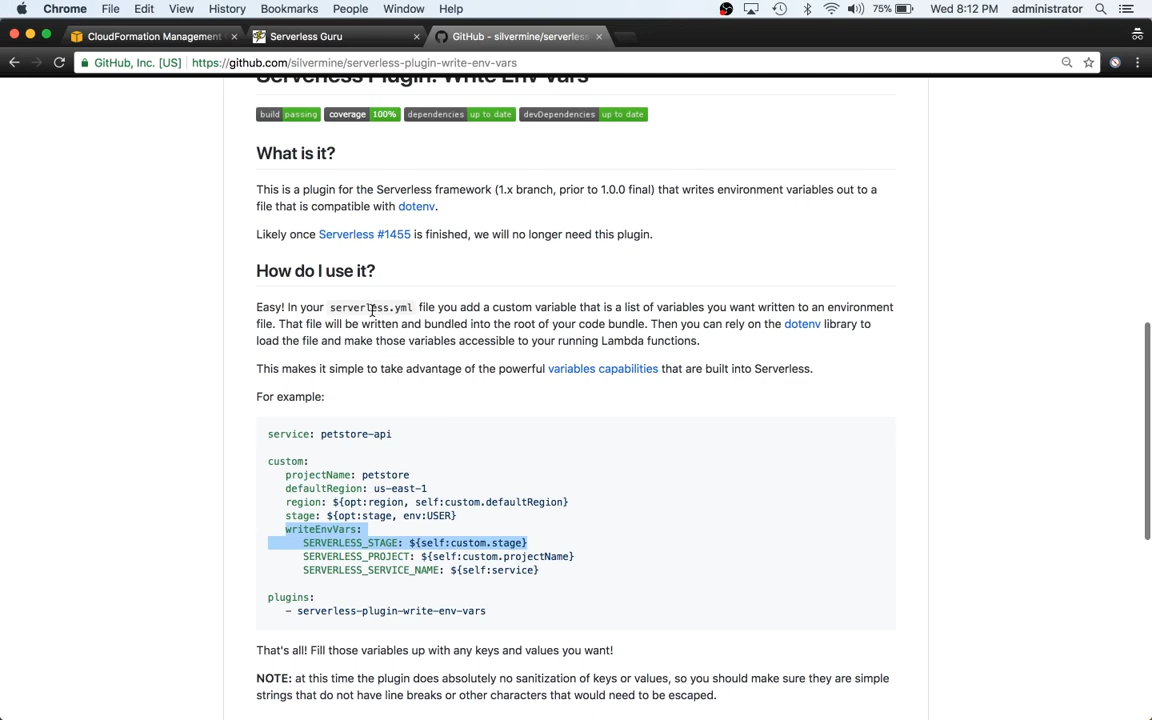 Chrome File Edit View History Bookmarks People Window Help 75% Wed 8:12 PM administrator
CloudFormation Management Serverless Guru GitHub - silvermine/serverless
GitHub, Inc. [US] https://github.com/silvermine/serverless-plugin-write-env-vars
Serverless Plugin: Write Env Vars
build passing coverage 100% dependencies up to date devDependencies up to date
What is it?
This is a plugin for the Serverless framework (1.x branch, prior to 1.0.0 final) that writes environment variables out to a
file that is compatible with dotenv.
Likely once Serverless #1455 is finished, we will no longer need this plugin.
How do I use it?
Easy! In your serverless.yml file you add a custom variable that is a list of variables you want written to an environment
file. That file will be written and bundled into the root of your code bundle. Then you can rely on the dotenv library to
load the file and make those variables accessible to your running Lambda functions.
This makes it simple to take advantage of the powerful variables capabilities that are built into Serverless.
For example:
service: petstore-api
custom:
projectName: petstore
defaultRegion: us-east-1
region: ${opt:region, self:custom.defaultRegion}
stage: ${opt:stage, env:USER}
writeEnvVars:
SERVERLESS_STAGE: ${self:custom.stage}
SERVERLESS_PROJECT: ${self:custom.projectName}
SERVERLESS_SERVICE_NAME: ${self:service}
plugins:
- serverless-plugin-write-env-vars
That's all! Fill those variables up with any keys and values you want!
NOTE: at this time the plugin does absolutely no sanitization of keys or values, so you should make sure they are simple
strings that do not have line breaks or other characters that would need to be escaped.